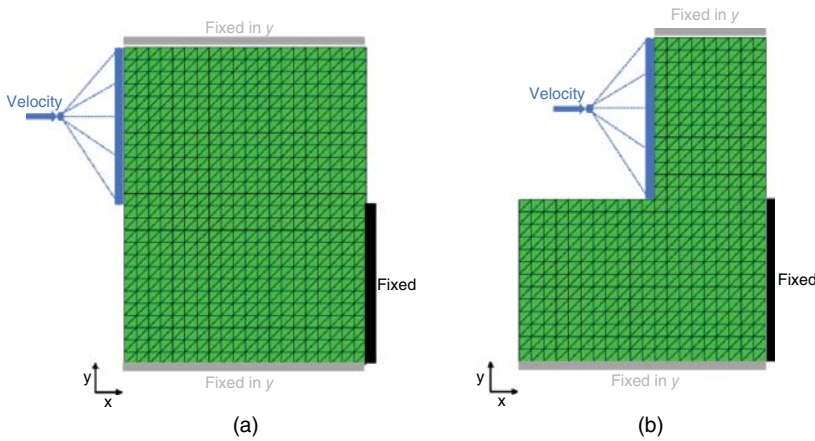 Fixed in y
Velocity
Fixed
Fixed in y
y
x
(a)
Fixed in y
Velocity
Fixed
Fixed in y
y
x
(b)